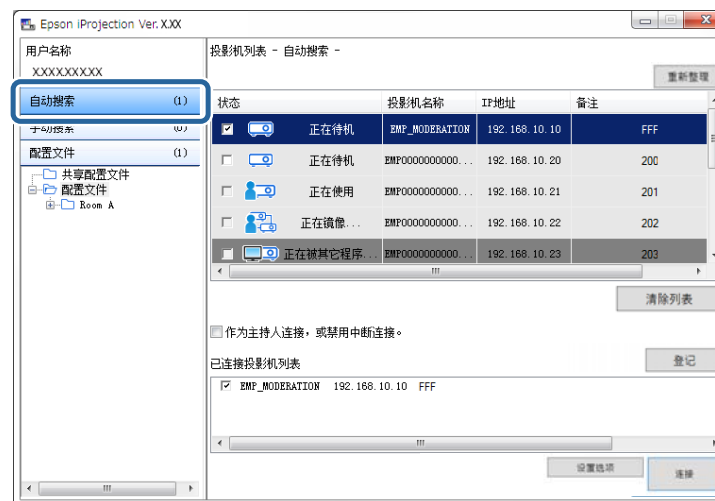 Epson iProjection Ver. X.XX
用户名称
XXXXXXXXX
自动搜索 (1)
手动搜索 (0)
配置文件 (1)
共享配置文件
配置文件
Room A
投影机列表 - 自动搜索 -
重新整理
状态 投影机名称 IP地址 备注
正在待机 EMP_MODERATION 192.168.10.10 FFF
正在待机 EMP0000000000... 192.168.10.20 200
正在使用 EMP0000000000... 192.168.10.21 201
正在镜像... EMP0000000000... 192.168.10.22 202
正在被其它程序... EMP0000000000... 192.168.10.23 203
清除列表
作为主持人连接，或禁用中断连接。
已连接投影机列表
登记
EMP_MODERATION 192.168.10.10 FFF
设置选项
连接